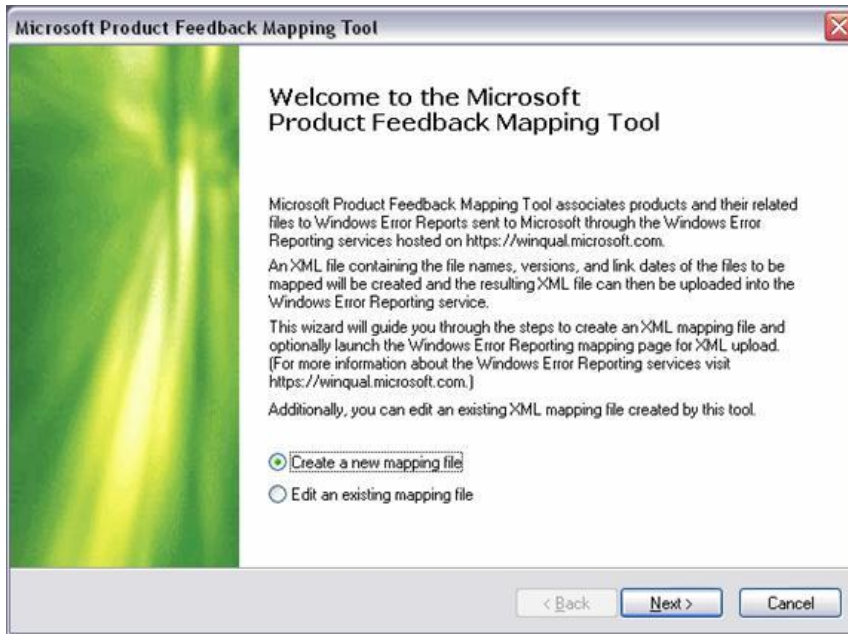 Microsoft Product Feedback Mapping Tool
Welcome to the Microsoft
Product Feedback Mapping Tool
Microsoft Product Feedback Mapping Tool associates products and their related
files to Windows Error Reports sent to Microsoft through the Windows Error
Reporting services hosted on https://winqual.microsoft.com.
An XML file containing the file names, versions, and link dates of the files to be
mapped will be created and the resulting XML file can then be uploaded into the
Windows Error Reporting service.
This wizard will guide you through the steps to create an XML mapping file and
optionally launch the Windows Error Reporting mapping page for XML upload.
(For more information about the Windows Error Reporting services visit
https://winqual.microsoft.com.)
Additionally, you can edit an existing XML mapping file created by this tool.
Create a new mapping file
Edit an existing mapping file
< Back
Next >
Cancel